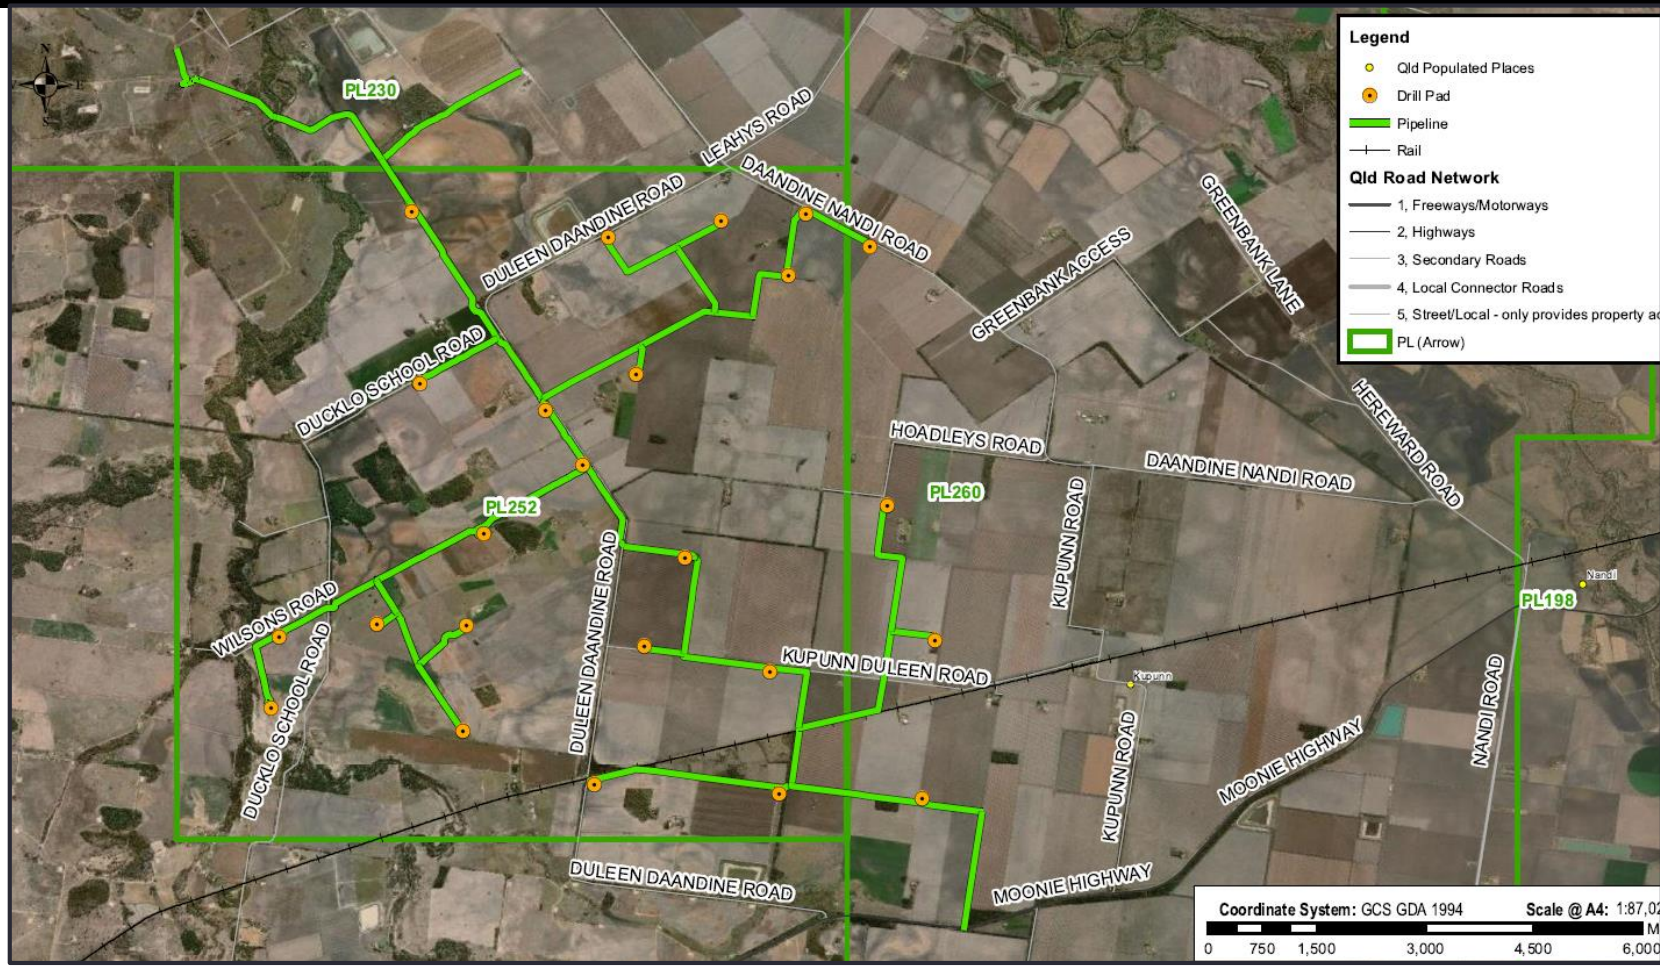 N
PL230
LEAHYS ROAD
DAANDINE NANDI ROAD
DULEEN DAANDINE ROAD
GREENBANK LANE
GREENBANK ACCESS
DUCKLO SCHOOL ROAD
HEREWARD ROAD
HOADLEYS ROAD
DAANDINE NANDI ROAD
PL260
PL252
KUPUNN ROAD
DULEEN DAANDINE ROAD
Nandi
PL198
WILSONS ROAD
DUCKLO SCHOOL ROAD
KUPUNN DULEEN ROAD
Kupunn
NANDI ROAD
KUPUNN ROAD
MOONIE HIGHWAY
DULEEN DAANDINE ROAD
MOONIE HIGHWAY
Legend
Qld Populated Places
Drill Pad
Pipeline
Rail
Qld Road Network
1, Freeways/Motorways
2, Highways
3, Secondary Roads
4, Local Connector Roads
5, Street/Local - only provides property ac
PL (Arrow)
Coordinate System: GCS GDA 1994 Scale @ A4: 1:87,02
M
0 750 1,500 3,000 4,500 6,000